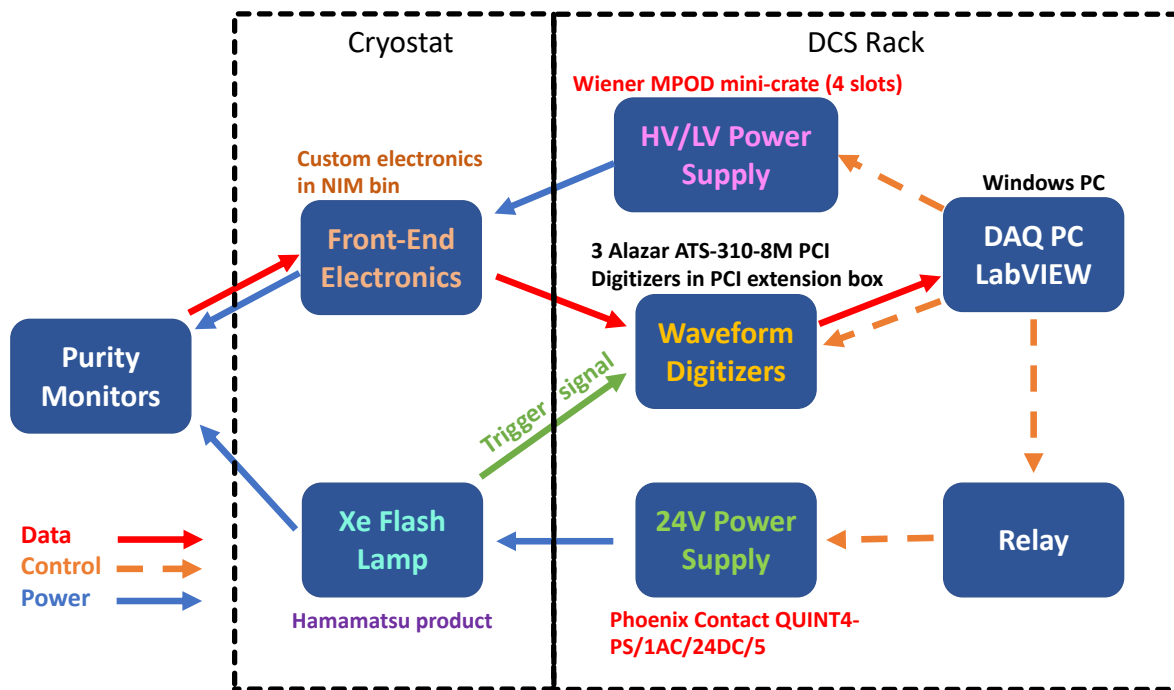 Cryostat
DCS Rack
Wiener MPOD mini-crate (4 slots)
HV/LV Power
Supply
Custom electronics
in NIM bin
Windows PC
Front-End
Electronics
3 Alazar ATS-310-8M PCI
Digitizers in PCI extension box
DAQ PC
LabVIEW
Purity
Monitors
Waveform
Digitizers
Trigger signal
Xe Flash
Lamp
24V Power
Supply
Relay
Data
Control
Power
Hamamatsu product
Phoenix Contact QUINT4-
PS/1AC/24DC/5